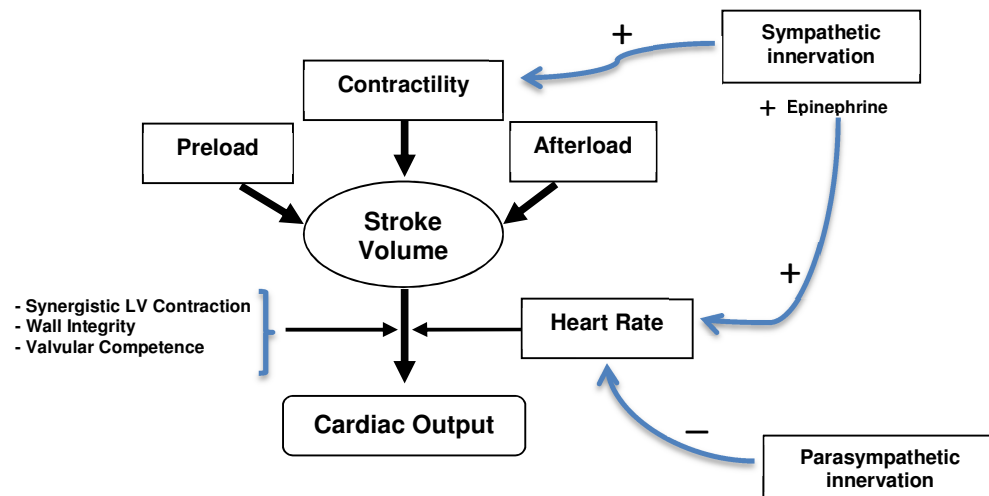 +
Sympathetic
innervation
Contractility
+ Epinephrine
Preload
Afterload
Stroke
Volume
+
- Synergistic LV Contraction
- Wall Integrity
- Valvular Competence
Heart Rate
Cardiac Output
–
Parasympathetic
innervation